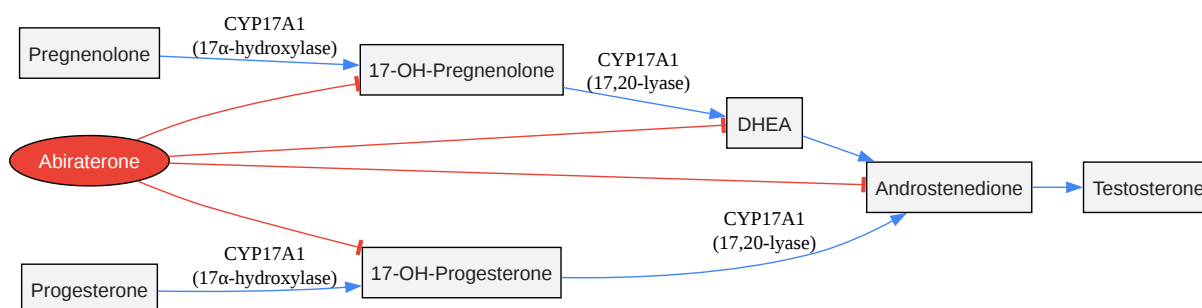 CYP17A1
(17α-hydroxylase)
Pregnenolone
17-OH-Pregnenolone
CYP17A1
(17,20-lyase)
DHEA
Abiraterone
Androstenedione
Testosterone
CYP17A1
(17,20-lyase)
CYP17A1
(17α-hydroxylase)
17-OH-Progesterone
Progesterone